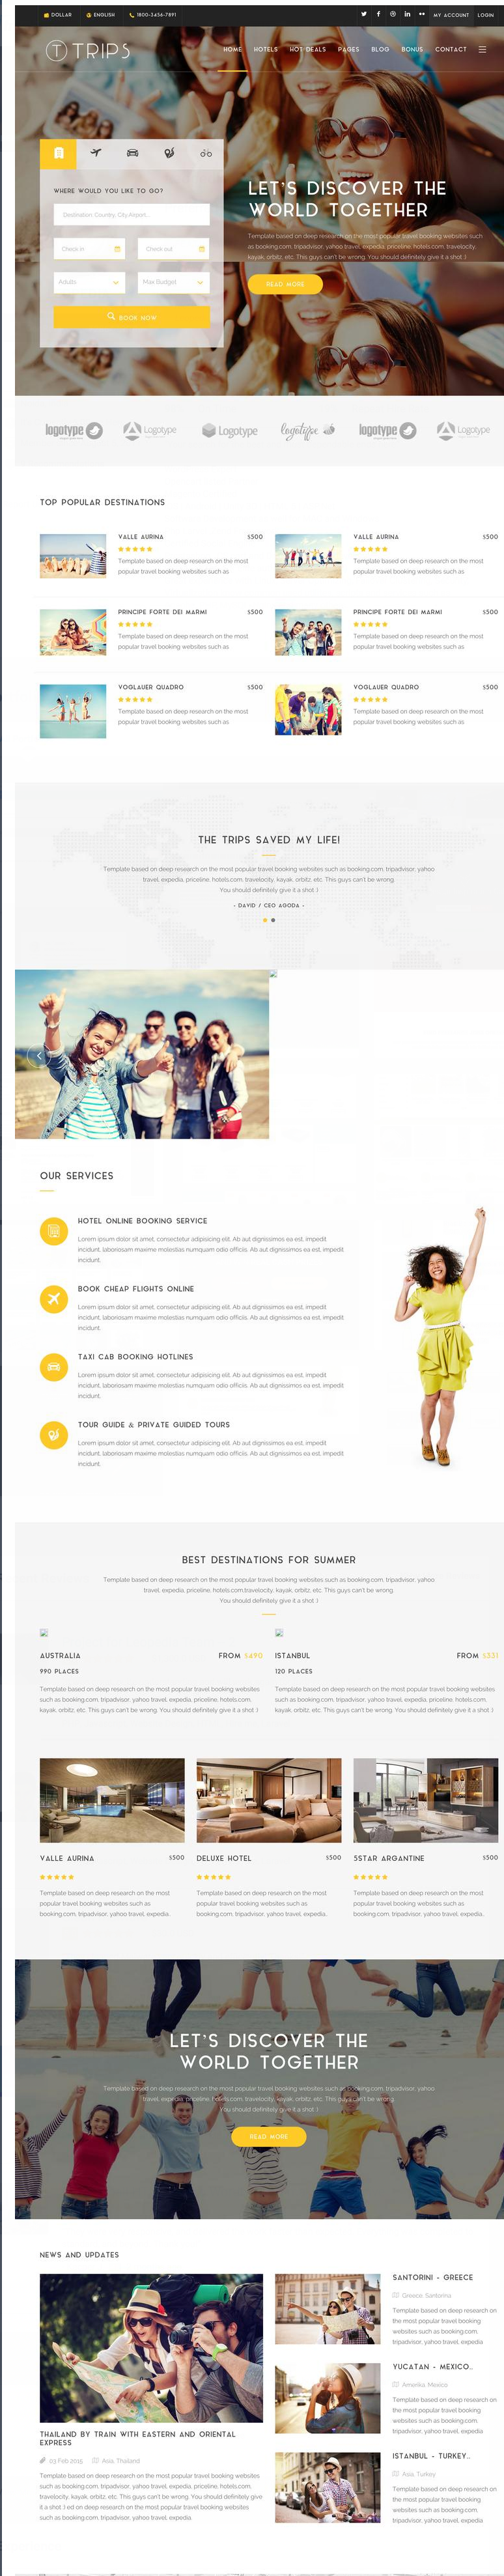 DOLLAR ENGLISH 1800-3456-7891 MY ACCOUNT LOGIN
T TRIPS HOME HOTELS HOT DEALS PAGES BLOG BONUS CONTACT
WHERE WOULD YOU LIKE TO GO?
Destination: Country, City, Airport...
Check in Check out
Adults Max Budget
BOOK NOW
LET'S DISCOVER THE
WORLD TOGETHER
Template based on deep research on the most popular travel booking websites such
as booking.com, tripadvisor, yahoo travel, expedia, priceline, hotels.com, travelocity,
kayak, orbitz, etc. This guys can't be wrong. You should definitely give it a shot :)
READ MORE
logotype Logotype Logotype logotype logotype Logotype
TOP POPULAR DESTINATIONS
VALLE AURINA $500
Template based on deep research on the most
popular travel booking websites such as
VALLE AURINA $500
Template based on deep research on the most
popular travel booking websites such as
PRINCIPE FORTE DEI MARMI $500
Template based on deep research on the most
popular travel booking websites such as
PRINCIPE FORTE DEI MARMI $500
Template based on deep research on the most
popular travel booking websites such as
VOGLAUER QUADRO $500
Template based on deep research on the most
popular travel booking websites such as
VOGLAUER QUADRO $500
Template based on deep research on the most
popular travel booking websites such as
THE TRIPS SAVED MY LIFE!
Template based on deep research on the most popular travel booking websites such as booking.com, tripadvisor, yahoo
travel, expedia, priceline, hotels.com, travelocity, kayak, orbitz, etc. This guys can't be wrong.
You should definitely give it a shot :)
- DAVID / CEO AGODA -
OUR SERVICES
HOTEL ONLINE BOOKING SERVICE
Lorem ipsum dolor sit amet, consectetur adipisicing elit. Ab aut dignissimos ea est, impedit
incidunt, laboriosam maxime molestias numquam odio officiis. Ab aut dignissimos ea est, impedit
incidunt.
BOOK CHEAP FLIGHTS ONLINE
Lorem ipsum dolor sit amet, consectetur adipisicing elit. Ab aut dignissimos ea est, impedit
incidunt, laboriosam maxime molestias numquam odio officiis. Ab aut dignissimos ea est, impedit
incidunt.
TAXI CAB BOOKING HOTLINES
Lorem ipsum dolor sit amet, consectetur adipisicing elit. Ab aut dignissimos ea est, impedit
incidunt, laboriosam maxime molestias numquam odio officiis. Ab aut dignissimos ea est, impedit
incidunt.
TOUR GUIDE & PRIVATE GUIDED TOURS
Lorem ipsum dolor sit amet, consectetur adipisicing elit. Ab aut dignissimos ea est, impedit
incidunt, laboriosam maxime molestias numquam odio officiis. Ab aut dignissimos ea est, impedit
incidunt.
BEST DESTINATIONS FOR SUMMER
Template based on deep research on the most popular travel booking websites such as booking.com, tripadvisor, yahoo
travel, expedia, priceline, hotels.com,travelocity, kayak, orbitz, etc. This guys can't be wrong.
You should definitely give it a shot :)
AUSTRALIA FROM $490
990 PLACES
Template based on deep research on the most popular travel booking websites
such as booking.com, tripadvisor, yahoo travel, expedia, priceline, hotels.com,
kayak, orbitz, etc. This guys can't be wrong. You should definitely give it a shot :)
ISTANBUL FROM $331
120 PLACES
Template based on deep research on the most popular travel booking websites
such as booking.com, tripadvisor, yahoo travel, expedia, priceline, hotels.com,
kayak, orbitz, etc. This guys can't be wrong. You should definitely give it a shot :)
VALLE AURINA $500
Template based on deep research on the most
popular travel booking websites such as
booking.com, tripadvisor, yahoo travel, expedia..
DELUXE HOTEL $500
Template based on deep research on the most
popular travel booking websites such as
booking.com, tripadvisor, yahoo travel, expedia..
5STAR ARGANTINE $500
Template based on deep research on the most
popular travel booking websites such as
booking.com, tripadvisor, yahoo travel, expedia..
LET'S DISCOVER THE
WORLD TOGETHER
Template based on deep research on the most popular travel booking websites such as booking.com, tripadvisor, yahoo
travel, expedia, priceline, hotels.com, travelocity, kayak, orbitz, etc. This guys can't be wrong.
You should definitely give it a shot :)
READ MORE
NEWS AND UPDATES
THAILAND BY TRAIN WITH EASTERN AND ORIENTAL
EXPRESS
03 Feb 2015 Asia, Thailand
Template based on deep research on the most popular travel booking websites
such as booking.com, tripadvisor, yahoo travel, expedia, priceline, hotels.com,
travelocity, kayak, orbitz, etc. This guys can't be wrong. You should definitely give
it a shot :) ed on deep research on the most popular travel booking websites
such as booking.com, tripadvisor, yahoo travel, expedia
SANTORINI - GREECE
Greece, Santorina
Template based on deep research on
the most popular travel booking
websites such as booking.com,
tripadvisor, yahoo travel, expedia
YUCATAN - MEXICO..
Amerika, Mexico
Template based on deep research on
the most popular travel booking
websites such as booking.com,
tripadvisor, yahoo travel, expedia
ISTANBUL - TURKEY..
Asia, Turkey
Template based on deep research on
the most popular travel booking
websites such as booking.com,
tripadvisor, yahoo travel, expedia